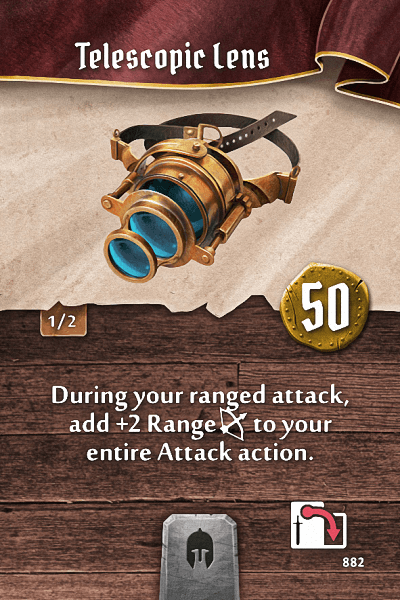 Telescopic Lens
1/2
50
During your ranged attack,
add +2 Range to your
entire Attack action.
882